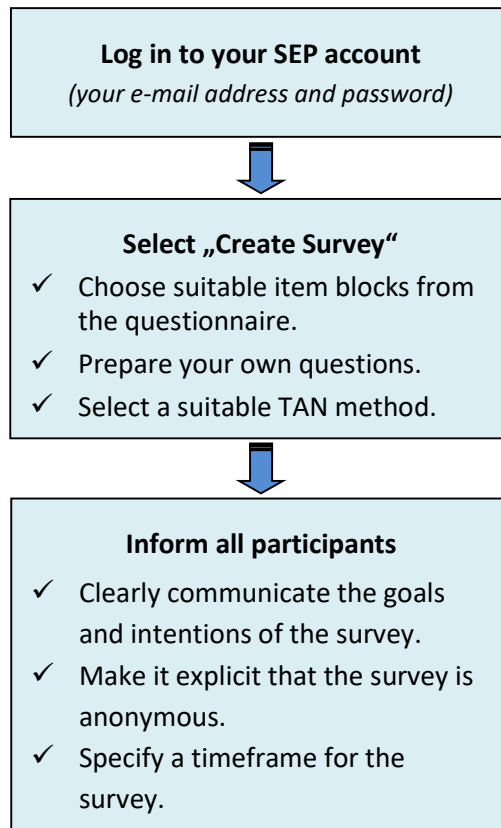 Log in to your SEP account
(your e-mail address and password)
Select „Create Survey“
✓ Choose suitable item blocks from
the questionnaire.
✓ Prepare your own questions.
✓ Select a suitable TAN method.
Inform all participants
✓ Clearly communicate the goals
and intentions of the survey.
✓ Make it explicit that the survey is
anonymous.
✓ Specify a timeframe for the
survey.